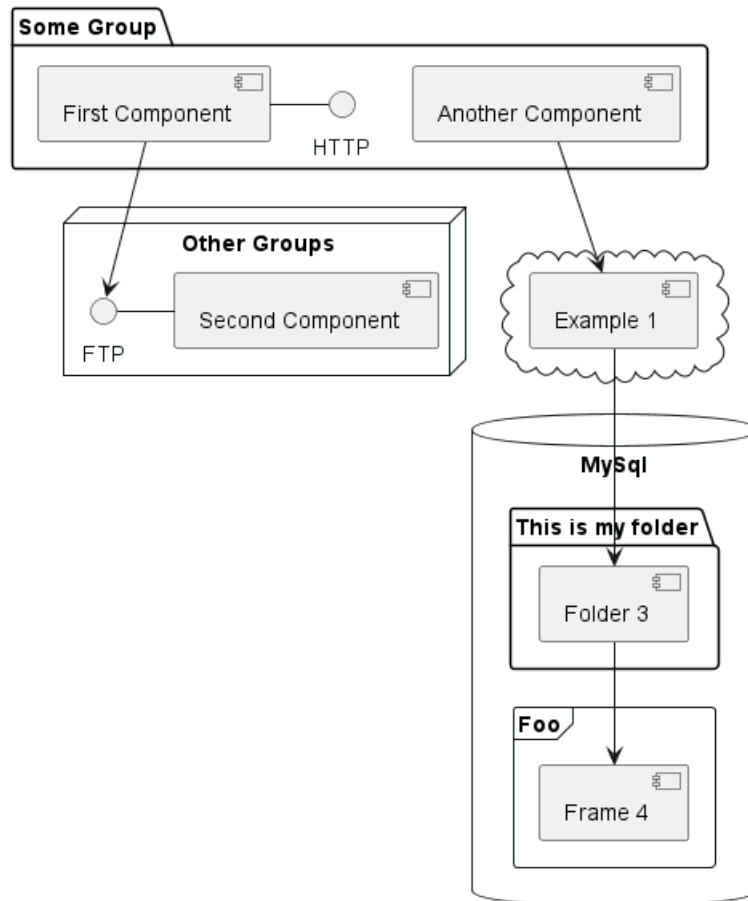 Some Group
First Component
HTTP
Another Component
Other Groups
FTP
Second Component
Example 1
MySql
This is my folder
Folder 3
Foo
Frame 4